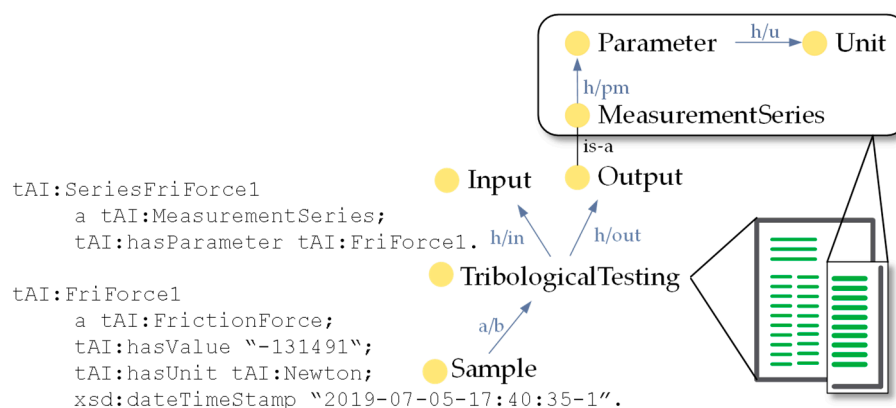 Parameter
h/u
Unit
h/pm
MeasurementSeries
is-a
Input
Output
h/in
h/out
TribologicalTesting
a/b
Sample
tAI:SeriesFriForce1
a tAI:MeasurementSeries;
tAI:hasParameter tAI:FriForce1.
tAI:FriForce1
a tAI:FrictionForce;
tAI:hasValue “-131491“;
tAI:hasUnit tAI:Newton;
xsd:dateTimeStamp “2019-07-05-17:40:35-1”.